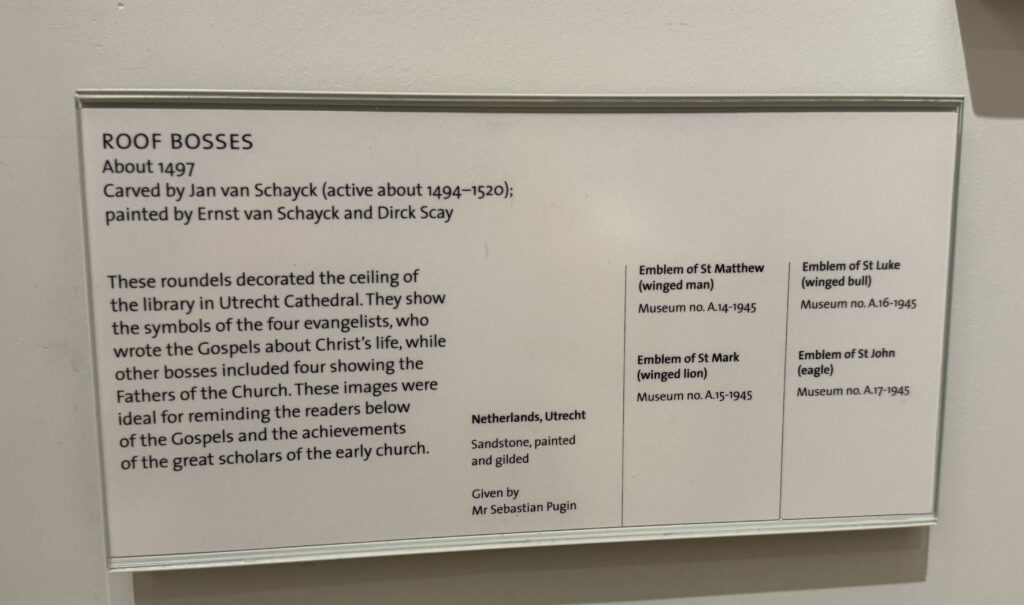 ROOF BOSSES
About 1497
Carved by Jan van Schayck (active about 1494–1520);
painted by Ernst van Schayck and Dirck Scay
These roundels decorated the ceiling of
the library in Utrecht Cathedral. They show
the symbols of the four evangelists, who
wrote the Gospels about Christ's life, while
other bosses included four showing the
Fathers of the Church. These images were
ideal for reminding the readers below
of the Gospels and the achievements
of the great scholars of the early church.
Netherlands, Utrecht
Sandstone, painted
and gilded
Given by
Mr Sebastian Pugin
Emblem of St Matthew
(winged man)
Museum no. A.14-1945
Emblem of St Mark
(winged lion)
Museum no. A.15-1945
Emblem of St Luke
(winged bull)
Museum no. A.16-1945
Emblem of St John
(eagle)
Museum no. A.17-1945